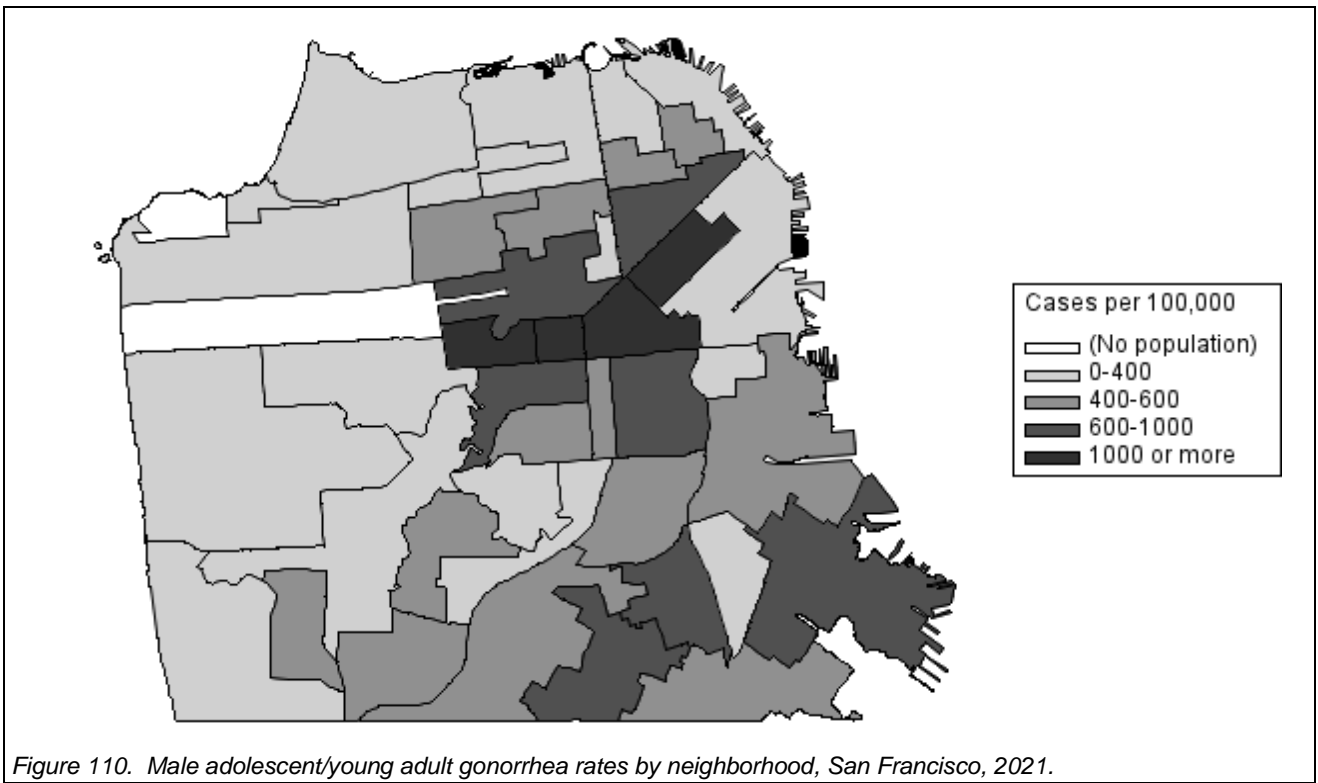 Cases per 100,000
(No population)
0-400
400-600
600-1000
1000 or more
Figure 110.  Male adolescent/young adult gonorrhea rates by neighborhood, San Francisco, 2021.